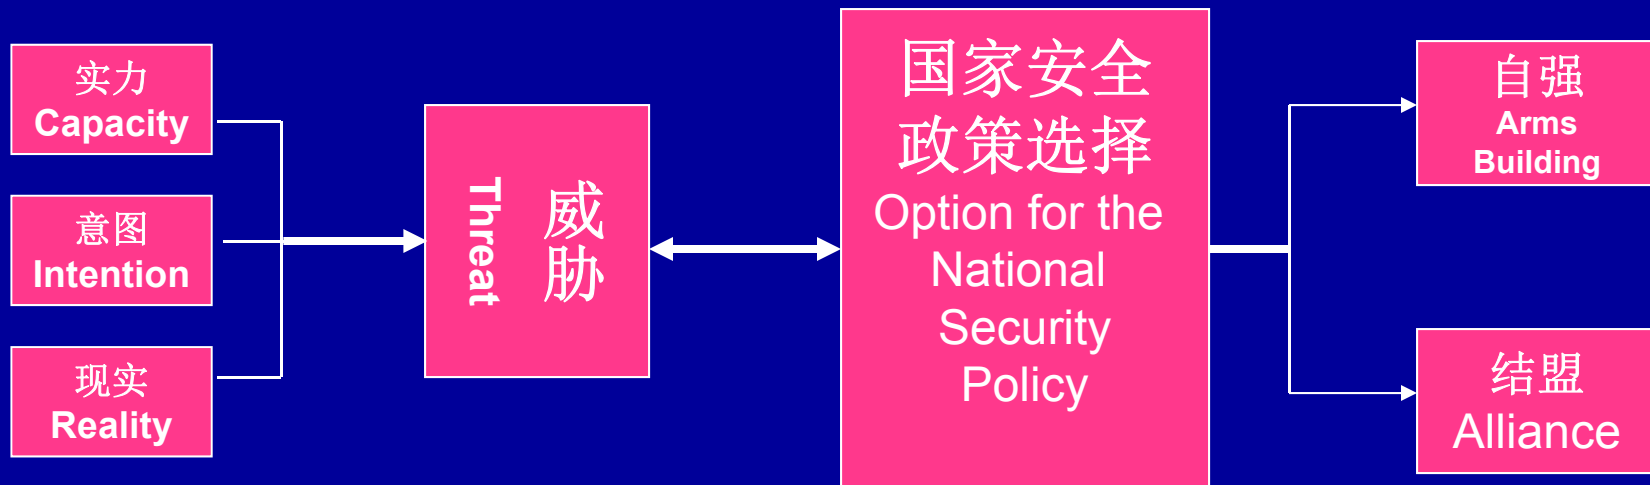 实力
Capacity
意图
Intention
现实
Reality
威胁
Threat
国家安全
政策选择
Option for the
National
Security
Policy
自强
Arms
Building
结盟
Alliance